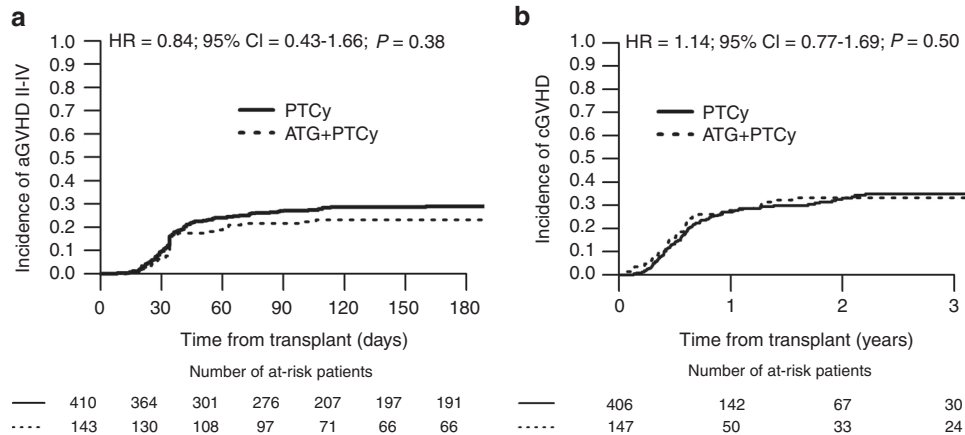 a
HR = 0.84; 95% CI = 0.43-1.66; P = 0.38
Incidence of aGVHD II-IV
1.0
0.9
0.8
0.7
0.6
0.5
0.4
0.3
0.2
0.1
0.0
PTCy
ATG+PTCy
0 30 60 90 120 150 180
Time from transplant (days)
Number of at-risk patients
410 364 301 276 207 197 191
143 130 108 97 71 66 66
b
HR = 1.14; 95% CI = 0.77-1.69; P = 0.50
Incidence of cGVHD
1.0
0.9
0.8
0.7
0.6
0.5
0.4
0.3
0.2
0.1
0.0
PTCy
ATG+PTCy
0 1 2 3
Time from transplant (years)
Number of at-risk patients
406 142 67 30
147 50 33 24